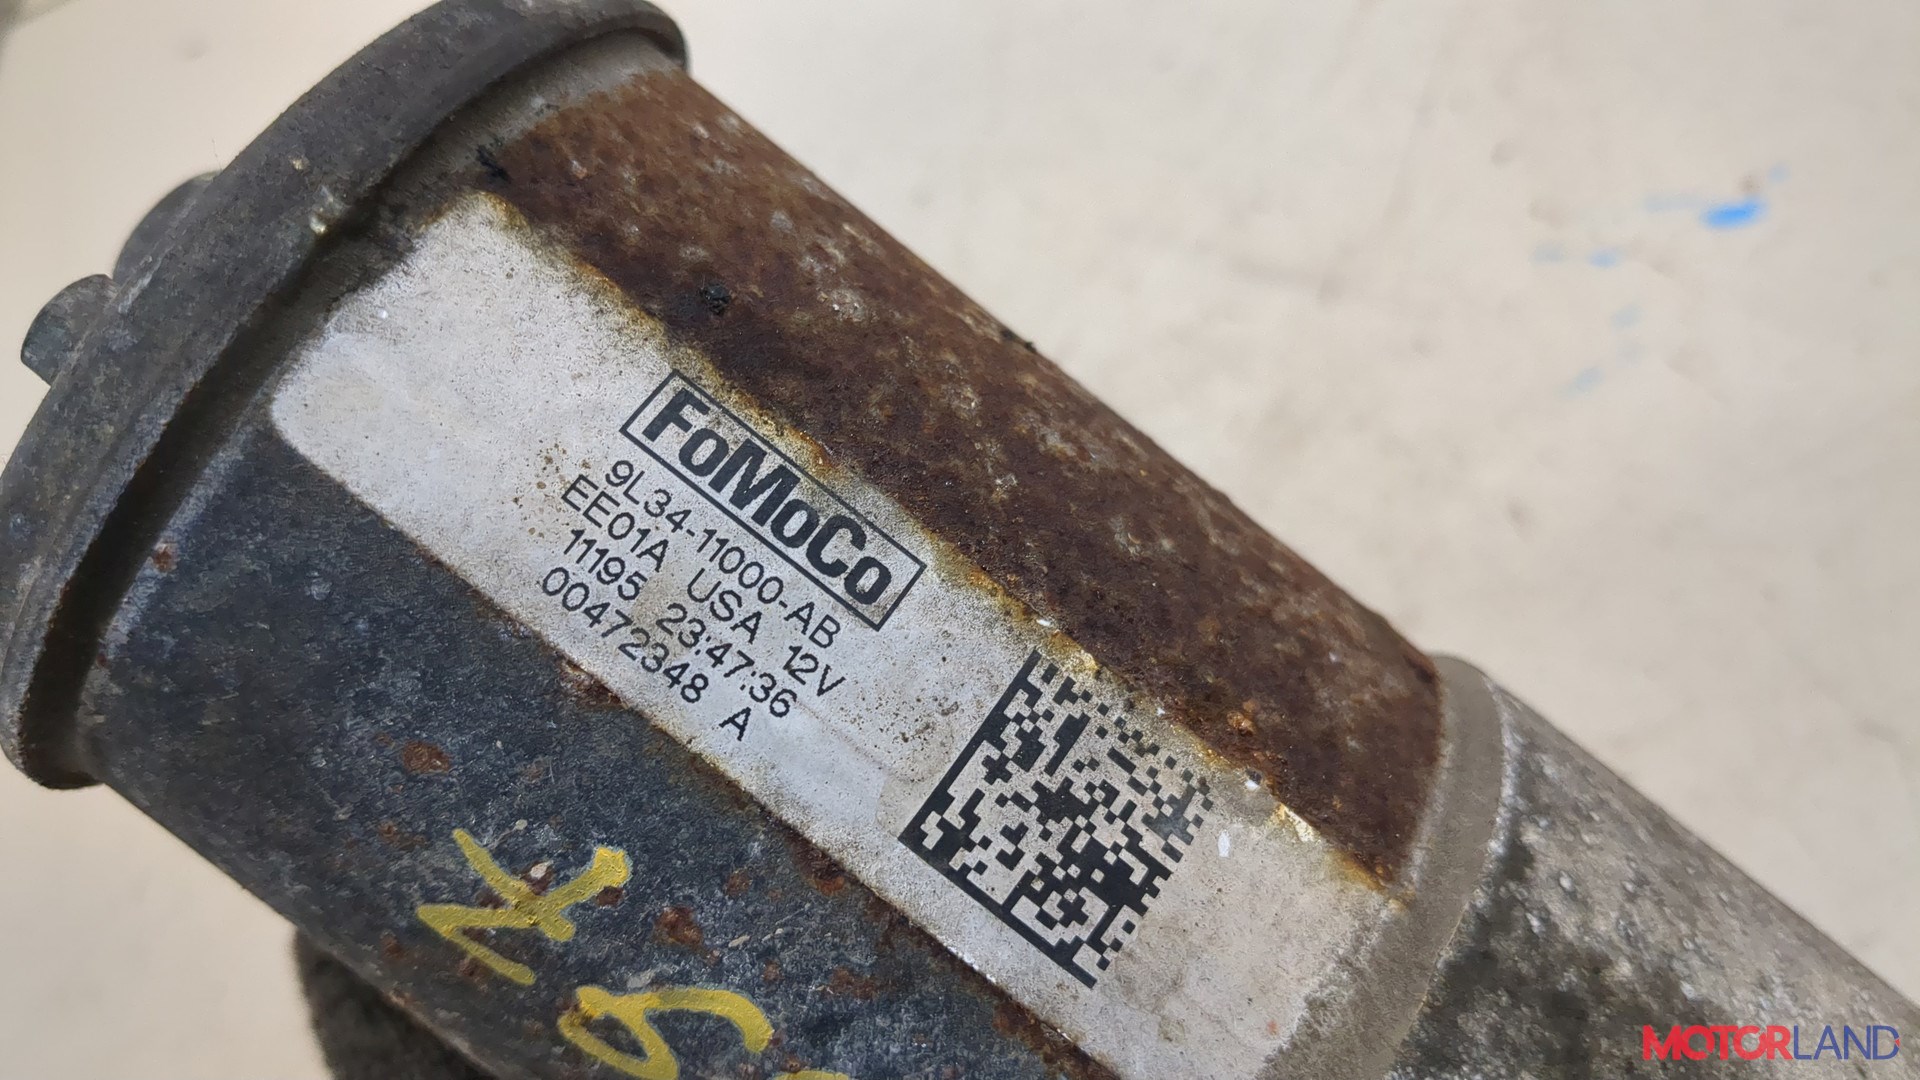 FoMoCo
9L34-11000-AB
EE01A USA 12V
11195 23:47:36
00472348 A
MOTORLAND